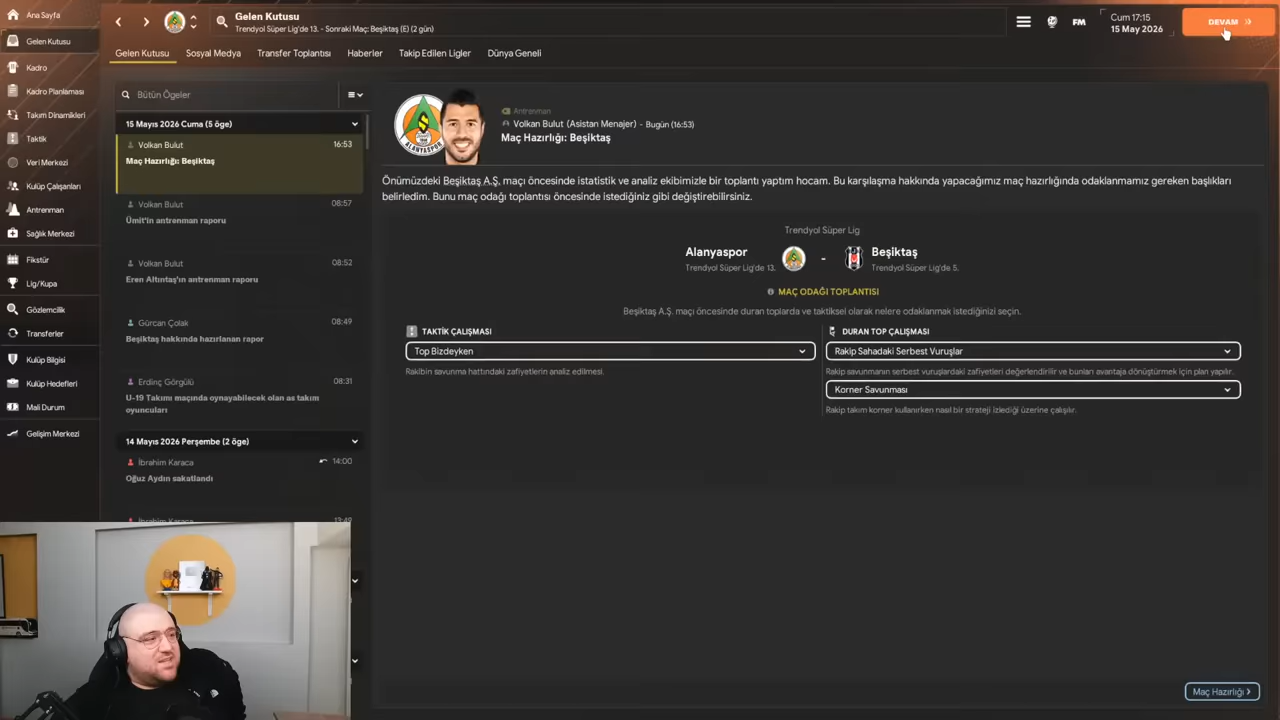 Ana Sayfa
Gelen Kutusu
Kadro
Kadro Planlaması
Takım Dinamikleri
Taktik
Veri Merkezi
Kulüp Çalışanları
Antrenman
Sağlık Merkezi
Fikstür
Lig/Kupa
Gözlemcilik
Transferler
Kulüp Bilgisi
Kulüp Hedefleri
Mali Durum
Gelişim Merkezi
Gelen Kutusu
Trendyol Süper Lig'de 13. - Sonraki Maç: Beşiktaş (E) (2 gün)
FM
Cum 17:15
15 May 2026
DEVAM
Gelen Kutusu Sosyal Medya Transfer Toplantısı Haberler Takip Edilen Ligler Dünya Geneli
Bütün Ögeler
15 Mayıs 2026 Cuma (5 öge)
Volkan Bulut 16:53
Maç Hazırlığı: Beşiktaş
Volkan Bulut 08:57
Ümit'in antrenman raporu
Volkan Bulut 08:52
Eren Altıntaş'ın antrenman raporu
Gürcan Çolak 08:49
Beşiktaş hakkında hazırlanan rapor
Erdinç Görgülü 08:31
U-19 Takımı maçında oynayabilecek olan as takım
oyuncuları
14 Mayıs 2026 Perşembe (2 öge)
İbrahim Karaca 14:00
Oğuz Aydın sakatlandı
İbrahim Karaca 13:49
ALANYASPOR
Antrenman
Volkan Bulut (Asistan Menajer) - Bugün (16:53)
Maç Hazırlığı: Beşiktaş
Önümüzdeki Beşiktaş A.Ş. maçı öncesinde istatistik ve analiz ekibimizle bir toplantı yaptım hocam. Bu karşılaşma hakkında yapacağımız maç hazırlığında odaklanmamız gereken başlıkları
belirledim. Bunu maç odağı toplantısı öncesinde istediğiniz gibi değiştirebilirsiniz.
Trendyol Süper Lig
Alanyaspor - Beşiktaş
Trendyol Süper Lig'de 13. Trendyol Süper Lig'de 5.
MAÇ ODAĞI TOPLANTISI
Beşiktaş A.Ş. maçı öncesinde duran toplarda ve taktiksel olarak nelere odaklanmak istediğinizi seçin.
TAKTİK ÇALIŞMASI
Top Bizdeyken
Rakibin savunma hattındaki zafiyetlerin analiz edilmesi.
DURAN TOP ÇALIŞMASI
Rakip Sahadaki Serbest Vuruşlar
Rakip savunmanın serbest vuruşlardaki zafiyetleri değerlendirilir ve bunları avantaja dönüştürmek için plan yapılır.
Korner Savunması
Rakip takım korner kullanırken nasıl bir strateji izlediği üzerine çalışılır.
Maç Hazırlığı